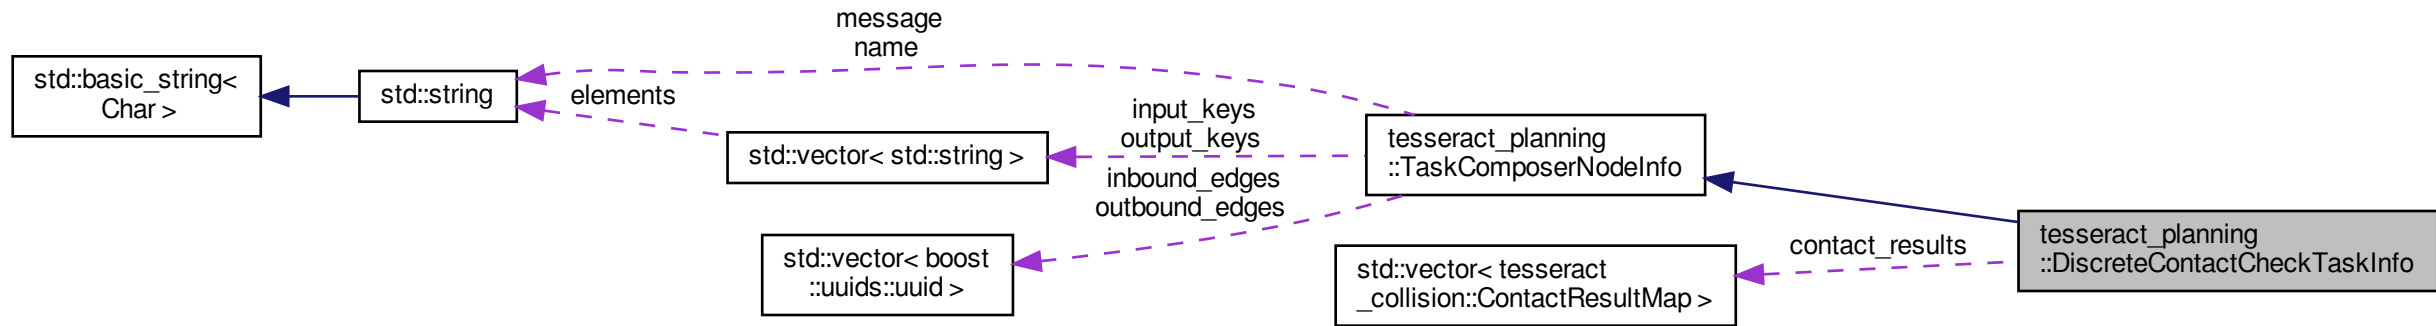 message
name
std::basic_string<
Char >
std::string
elements
std::vector< std::string >
input_keys
output_keys
inbound_edges
outbound_edges
std::vector< boost
::uuids::uuid >
tesseract_planning
::TaskComposerNodeInfo
std::vector< tesseract
_collision::ContactResultMap >
contact_results
tesseract_planning
::DiscreteContactCheckTaskInfo